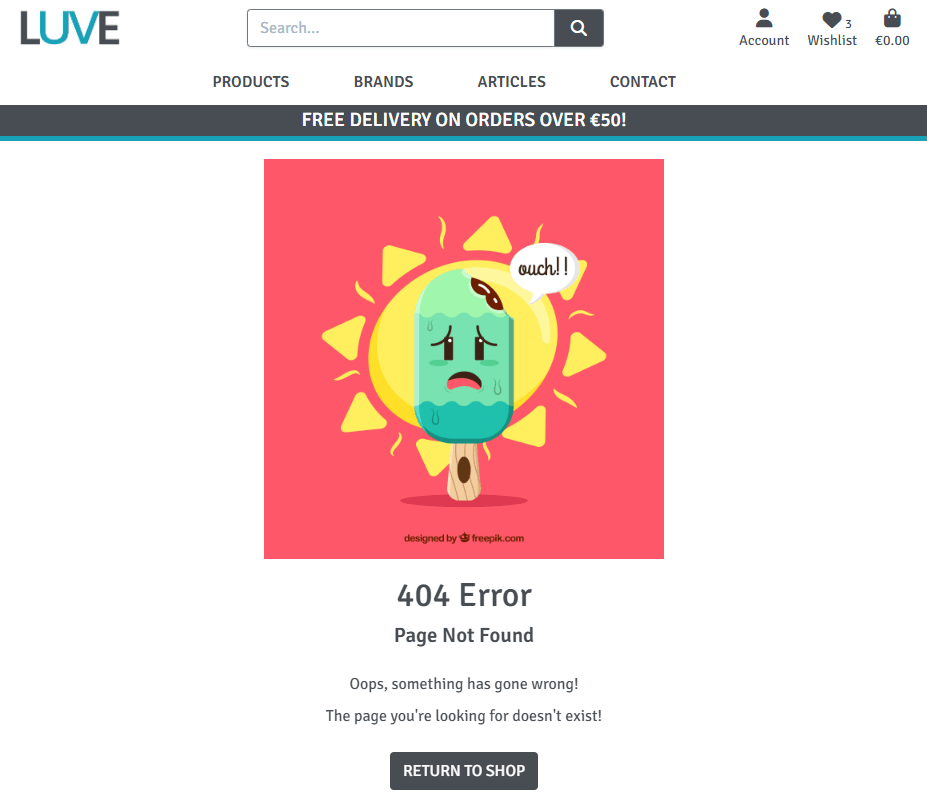 LUVE
Search...
3
Account
Wishlist
€0.00
PRODUCTS
BRANDS
ARTICLES
CONTACT
FREE DELIVERY ON ORDERS OVER €50!
ouch!!
designed by freepik.com
404 Error
Page Not Found
Oops, something has gone wrong!
The page you're looking for doesn't exist!
RETURN TO SHOP